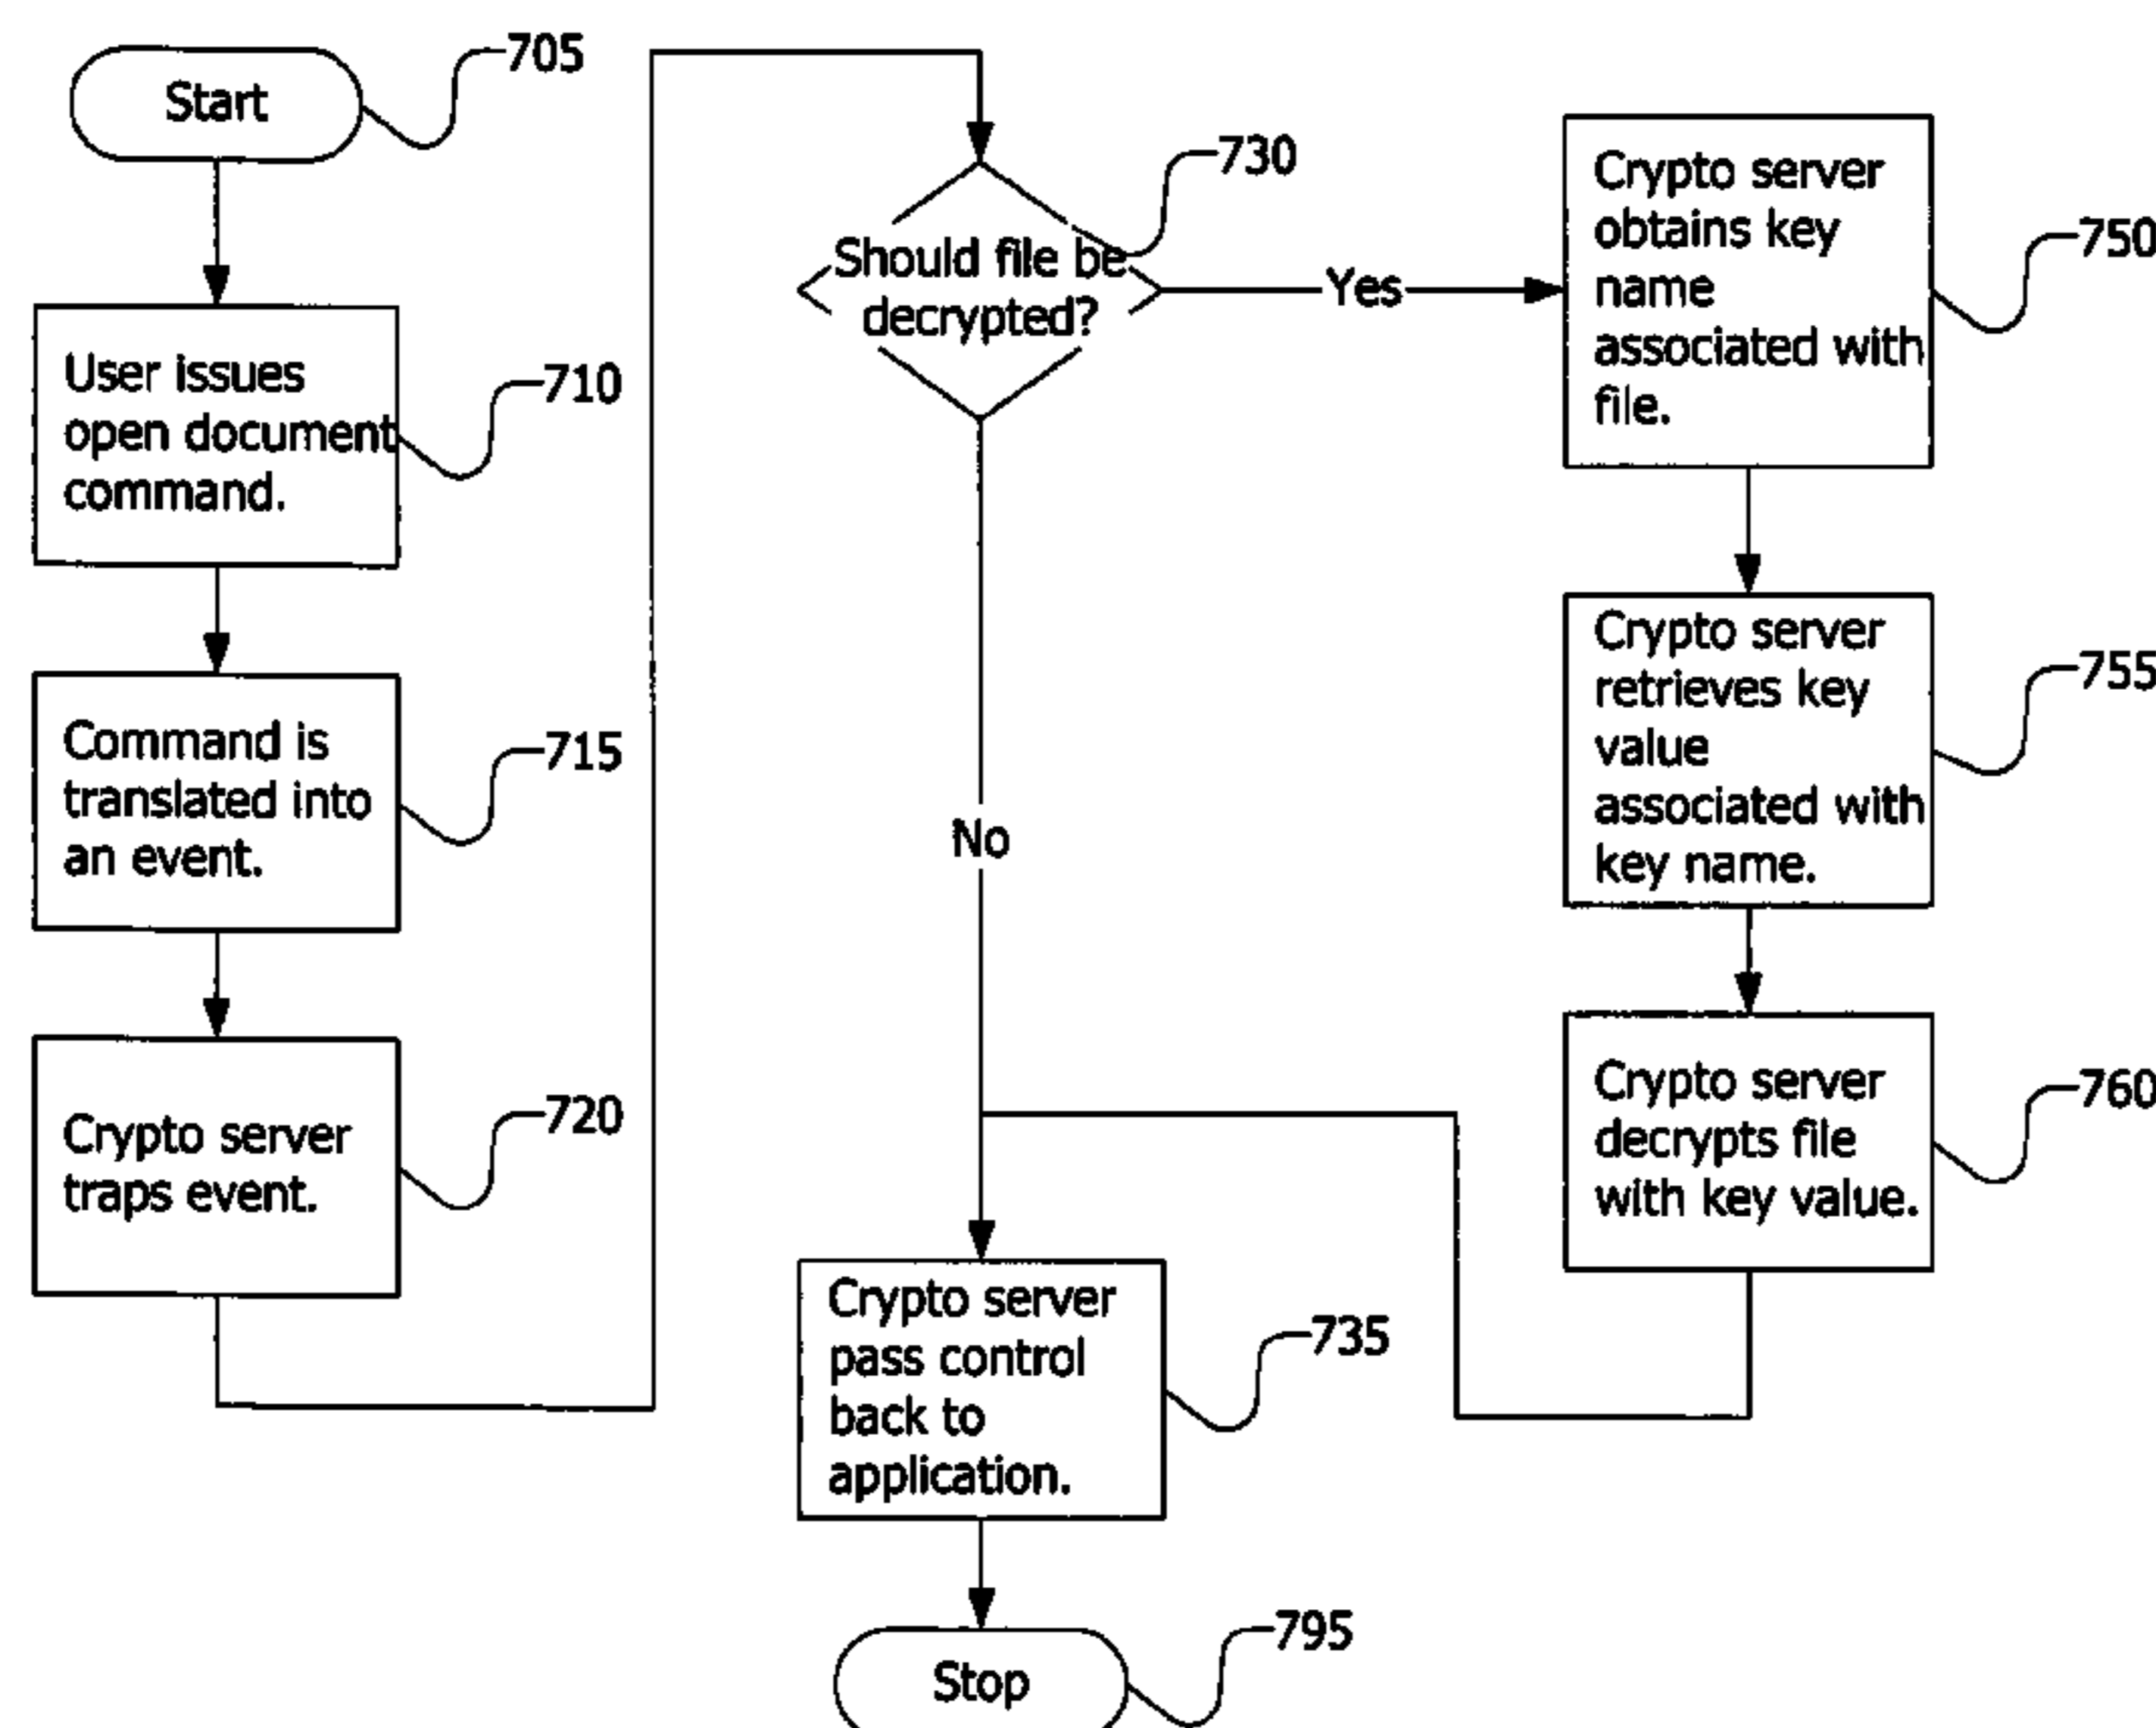 Start
705
User issues
open document
command.
710
Command is
translated into
an event.
715
Crypto server
traps event.
720
Should file be
decrypted?
730
Yes
No
Crypto server
obtains key
name
associated with
file.
750
Crypto server
retrieves key
value
associated with
key name.
755
Crypto server
decrypts file
with key value.
760
Crypto server
pass control
back to
application.
735
Stop
795